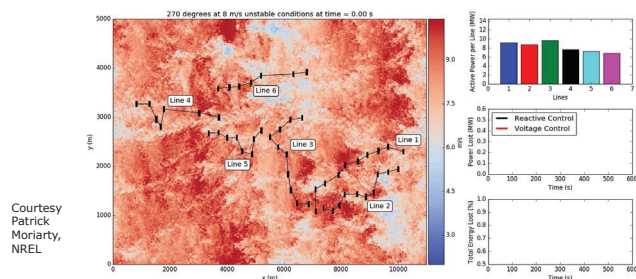 270 degrees at 8 m/s unstable conditions at time = 0.00 s
5000
4000
3000
2000
1000
0
y (m)
0
2000
4000
6000
8000
10000
x (m)
Line 4
Line 6
Line 5
Line 3
Line 1
Line 2
9.0
7.5
6.0
4.5
3.0
m/s
Active Power per Line (MW)
14
12
10
8
6
4
2
0
0 1 2 3 4 5 6 7
Lines
Power Lost (MW)
0.6
0.5
0.4
0.3
0.2
0.1
0.0
Reactive Control
Voltage Control
0 100 200 300 400 500 600
Time (s)
Total Energy Lost (%)
1.0
0.9
0.8
0.7
0.6
0.5
0 100 200 300 400 500 600
Time (s)
Courtesy
Patrick
Moriarty,
NREL